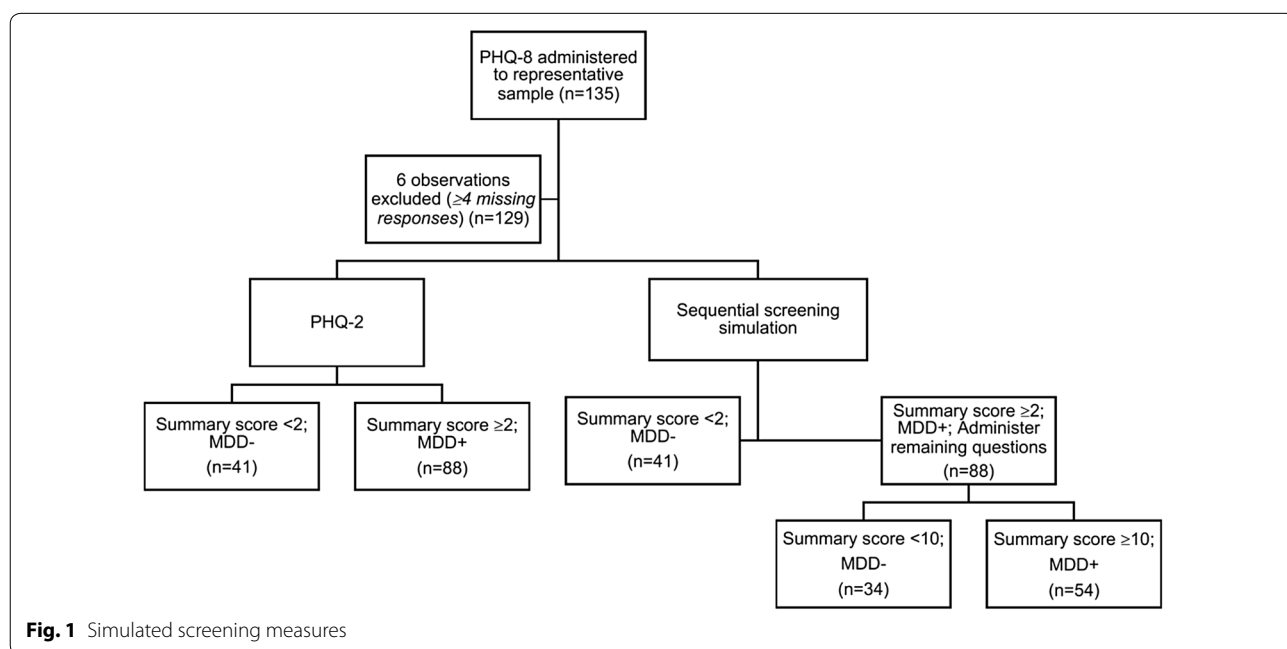 PHQ-8 administered
to representative
sample (n=135)
6 observations
excluded (≥4 missing
responses) (n=129)
PHQ-2
Sequential screening
simulation
Summary score <2;
MDD-
(n=41)
Summary score ≥2;
MDD+
(n=88)
Summary score <2;
MDD-
(n=41)
Summary score ≥2;
MDD+; Administer
remaining questions
(n=88)
Summary score <10;
MDD-
(n=34)
Summary score ≥10;
MDD+
(n=54)
Fig. 1 Simulated screening measures